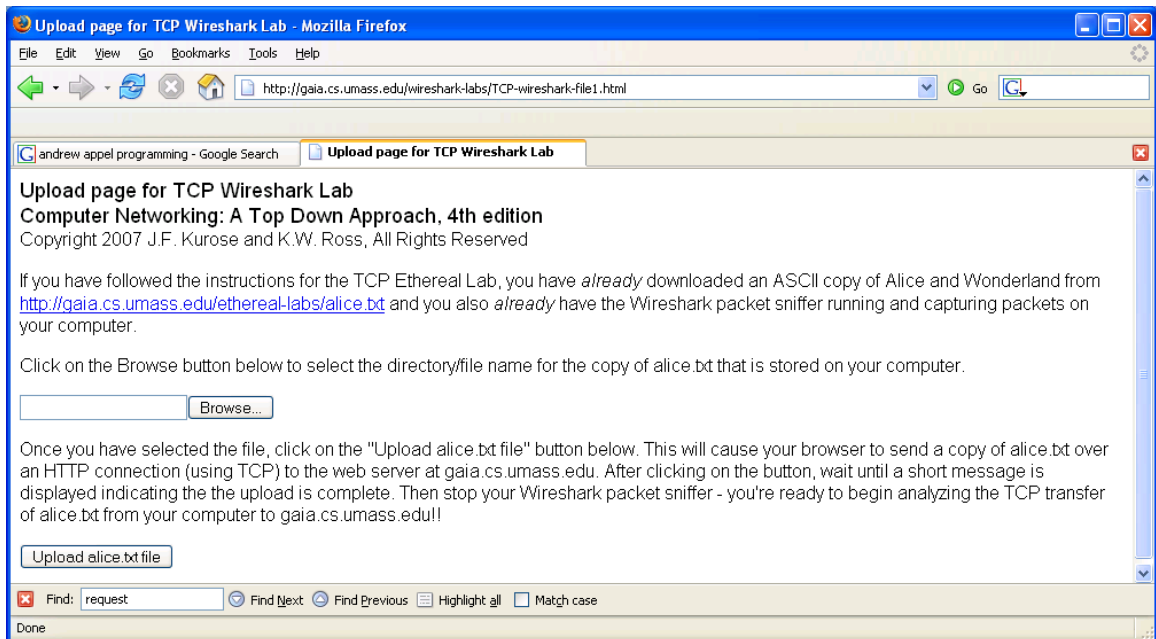 Upload page for TCP Wireshark Lab - Mozilla Firefox
File Edit View Go Bookmarks Tools Help
http://gaia.cs.umass.edu/wireshark-labs/TCP-wireshark-file1.html Go G
G andrew appel programming - Google Search Upload page for TCP Wireshark Lab
Upload page for TCP Wireshark Lab
Computer Networking: A Top Down Approach, 4th edition
Copyright 2007 J.F. Kurose and K.W. Ross, All Rights Reserved
If you have followed the instructions for the TCP Ethereal Lab, you have already downloaded an ASCII copy of Alice and Wonderland from
http://gaia.cs.umass.edu/ethereal-labs/alice.txt and you also already have the Wireshark packet sniffer running and capturing packets on
your computer.
Click on the Browse button below to select the directory/file name for the copy of alice.txt that is stored on your computer.
Browse...
Once you have selected the file, click on the "Upload alice.txt file" button below. This will cause your browser to send a copy of alice.txt over
an HTTP connection (using TCP) to the web server at gaia.cs.umass.edu. After clicking on the button, wait until a short message is
displayed indicating the the upload is complete. Then stop your Wireshark packet sniffer - you're ready to begin analyzing the TCP transfer
of alice.txt from your computer to gaia.cs.umass.edu!!
Upload alice.txt file
Find: request Find Next Find Previous Highlight all Match case
Done